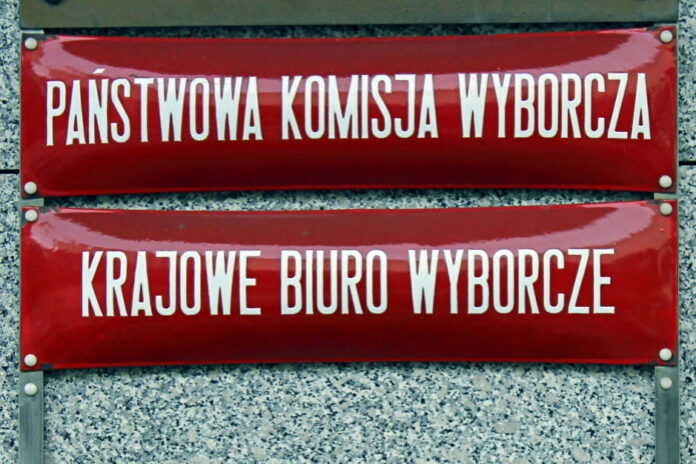 PAŃSTWOWA KOMISJA WYBORCZA
KRAJOWE BIURO WYBORCZE